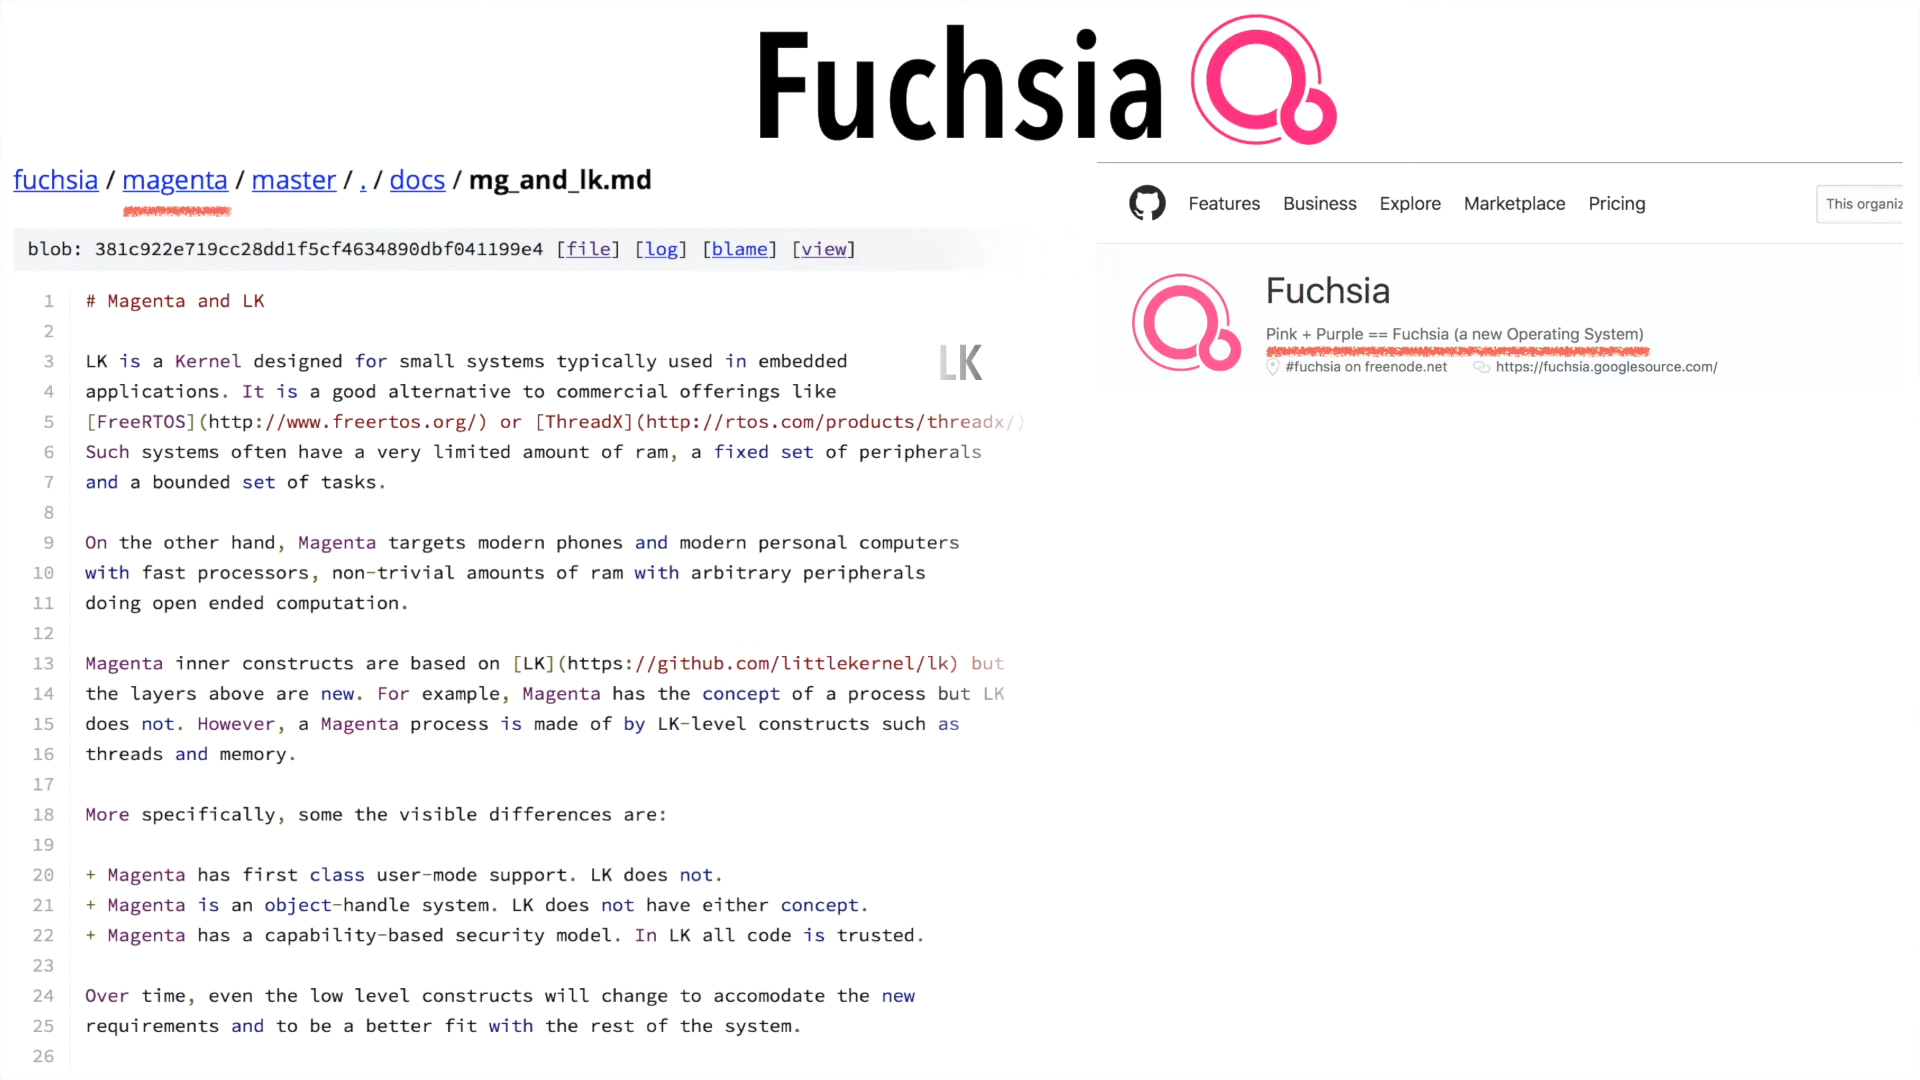 Fuchsia
fuchsia / magenta / master / . / docs / mg_and_lk.md
blob: 381c922e719cc28dd1f5cf4634890dbf041199e4 [file] [log] [blame] [view]
1 # Magenta and LK
2
3 LK is a Kernel designed for small systems typically used in embedded
4 applications. It is a good alternative to commercial offerings like
5 [FreeRTOS](http://www.freertos.org/) or [ThreadX](http://rtos.com/products/threadx/)
6 Such systems often have a very limited amount of ram, a fixed set of peripherals
7 and a bounded set of tasks.
8
9 On the other hand, Magenta targets modern phones and modern personal computers
10 with fast processors, non-trivial amounts of ram with arbitrary peripherals
11 doing open ended computation.
12
13 Magenta inner constructs are based on [LK](https://github.com/littlekernel/lk) but
14 the layers above are new. For example, Magenta has the concept of a process but LK
15 does not. However, a Magenta process is made of by LK-level constructs such as
16 threads and memory.
17
18 More specifically, some the visible differences are:
19
20 + Magenta has first class user-mode support. LK does not.
21 + Magenta is an object-handle system. LK does not have either concept.
22 + Magenta has a capability-based security model. In LK all code is trusted.
23
24 Over time, even the low level constructs will change to accomodate the new
25 requirements and to be a better fit with the rest of the system.
26
LK
Features Business Explore Marketplace Pricing This organiz
Fuchsia
Pink + Purple == Fuchsia (a new Operating System)
#fuchsia on freenode.net https://fuchsia.googlesource.com/